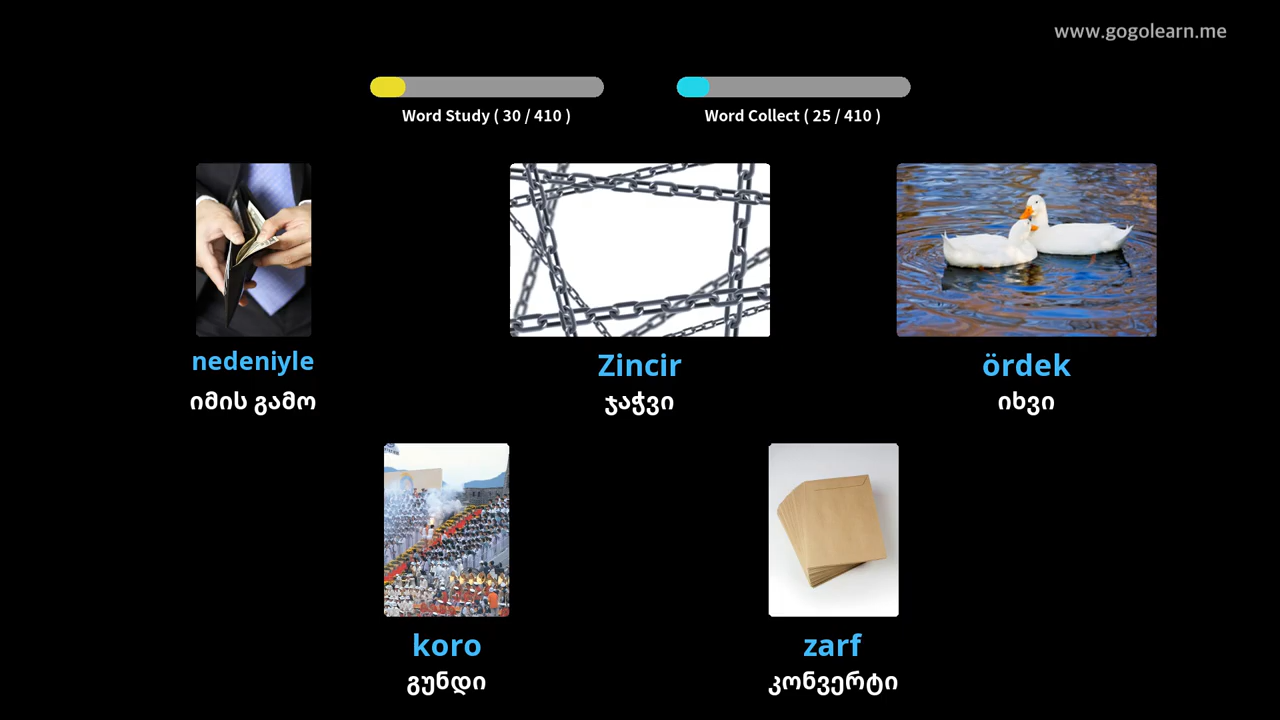 www.gogolearn.me
Word Study ( 30 / 410 )
Word Collect ( 25 / 410 )
nedeniyle
იმის გამო
Zincir
ჯაჭვი
ördek
იხვი
koro
გუნდი
zarf
კონვერტი